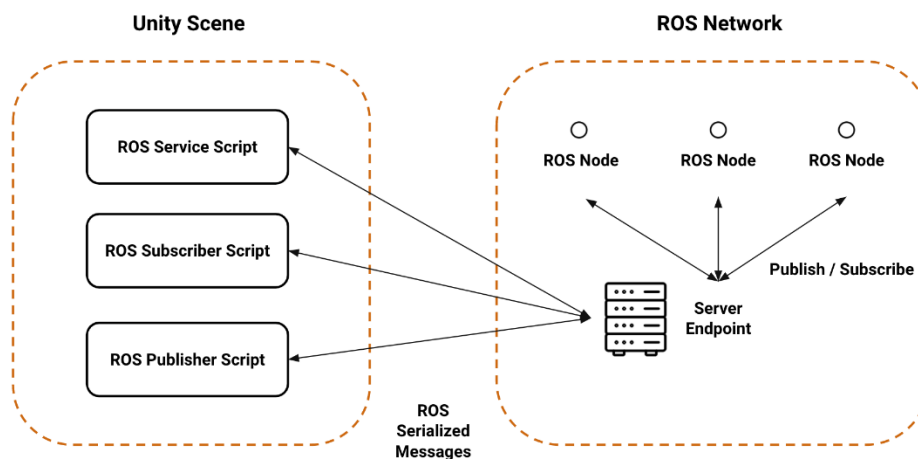 Unity Scene
ROS Network
ROS Service Script
ROS Subscriber Script
ROS Publisher Script
ROS
Serialized
Messages
ROS Node
ROS Node
ROS Node
Publish / Subscribe
Server
Endpoint